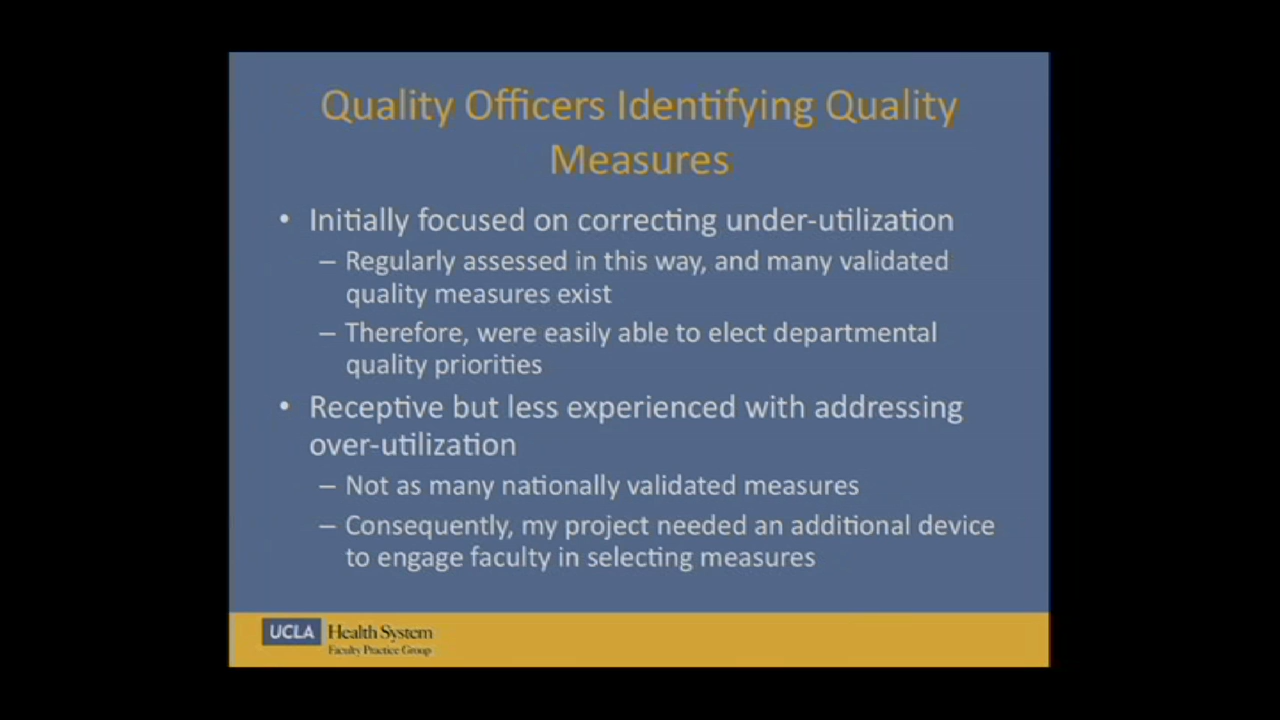 Quality Officers Identifying Quality
Measures
• Initially focused on correcting under-utilization
– Regularly assessed in this way, and many validated
quality measures exist
– Therefore, were easily able to elect departmental
quality priorities
• Receptive but less experienced with addressing
over-utilization
– Not as many nationally validated measures
– Consequently, my project needed an additional device
to engage faculty in selecting measures
UCLA Health System
Faculty Practice Group